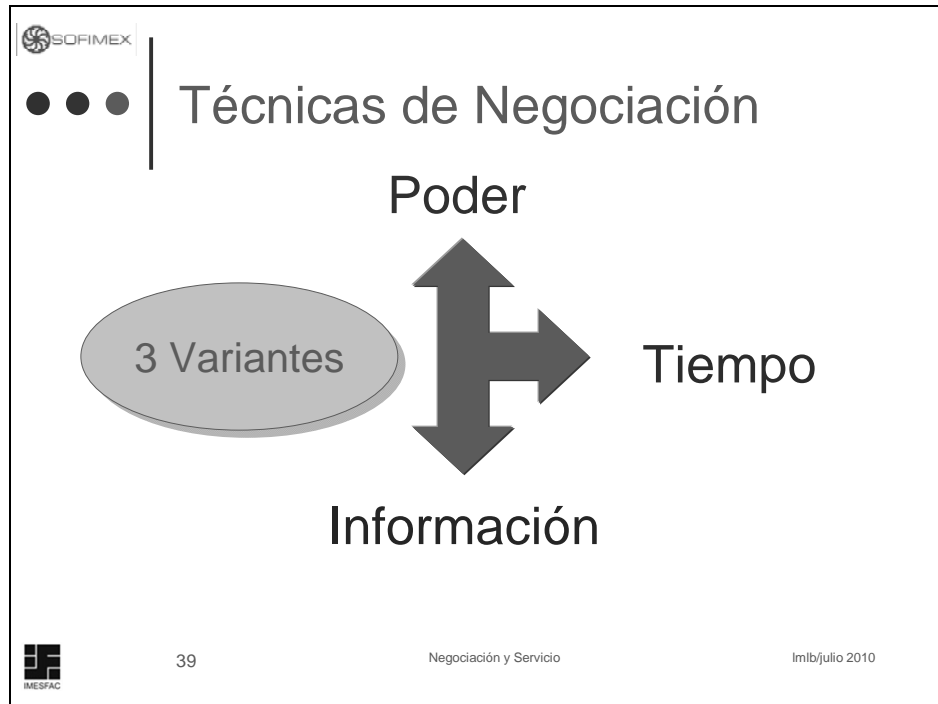 SOFIMEX
Técnicas de Negociación
Poder
3 Variantes
Tiempo
Información
IMESFAC
39
Negociación y Servicio
lmlb/julio 2010